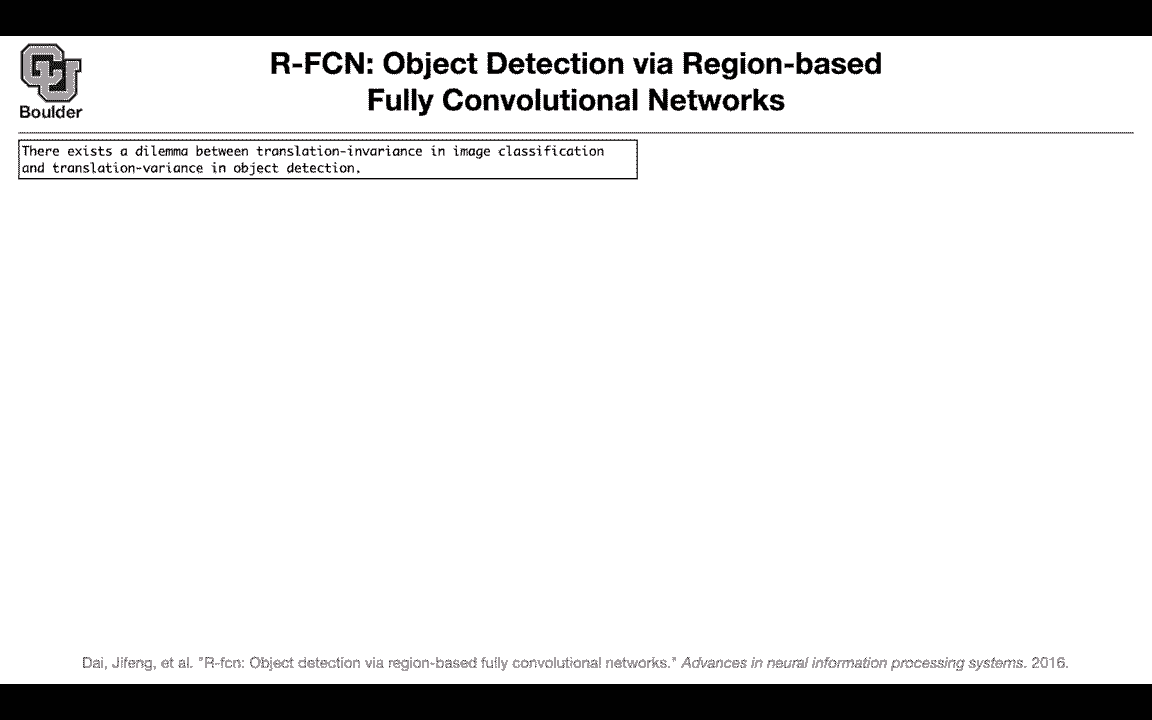 R-FCN: Object Detection via Region-based
Fully Convolutional Networks
Boulder
There exists a dilemma between translation-invariance in image classification
and translation-variance in object detection.
Dai, Jifeng, et al. "R-fcn: Object detection via region-based fully convolutional networks." Advances in neural information processing systems. 2016.